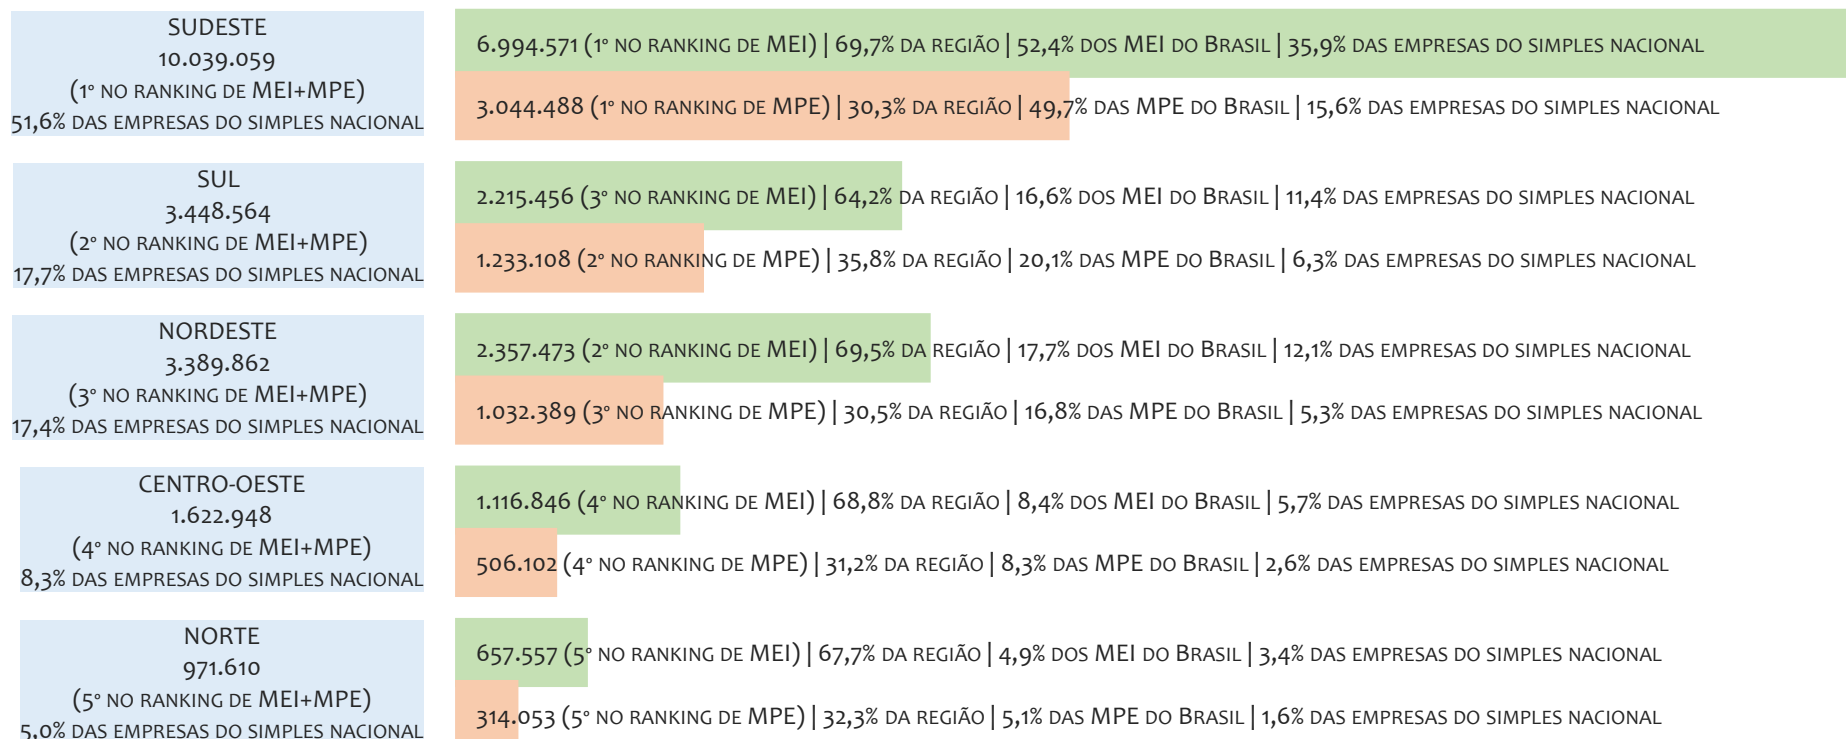 SUDESTE
10.039.059
(1° NO RANKING DE MEI+MPE)
51,6% DAS EMPRESAS DO SIMPLES NACIONAL
6.994.571 (1° NO RANKING DE MEI) | 69,7% DA REGIÃO | 52,4% DOS MEI DO BRASIL | 35,9% DAS EMPRESAS DO SIMPLES NACIONAL
3.044.488 (1° NO RANKING DE MPE) | 30,3% DA REGIÃO | 49,7% DAS MPE DO BRASIL | 15,6% DAS EMPRESAS DO SIMPLES NACIONAL
SUL
3.448.564
(2° NO RANKING DE MEI+MPE)
17,7% DAS EMPRESAS DO SIMPLES NACIONAL
2.215.456 (3° NO RANKING DE MEI) | 64,2% DA REGIÃO | 16,6% DOS MEI DO BRASIL | 11,4% DAS EMPRESAS DO SIMPLES NACIONAL
1.233.108 (2° NO RANKING DE MPE) | 35,8% DA REGIÃO | 20,1% DAS MPE DO BRASIL | 6,3% DAS EMPRESAS DO SIMPLES NACIONAL
NORDESTE
3.389.862
(3° NO RANKING DE MEI+MPE)
17,4% DAS EMPRESAS DO SIMPLES NACIONAL
2.357.473 (2° NO RANKING DE MEI) | 69,5% DA REGIÃO | 17,7% DOS MEI DO BRASIL | 12,1% DAS EMPRESAS DO SIMPLES NACIONAL
1.032.389 (3° NO RANKING DE MPE) | 30,5% DA REGIÃO | 16,8% DAS MPE DO BRASIL | 5,3% DAS EMPRESAS DO SIMPLES NACIONAL
CENTRO-OESTE
1.622.948
(4° NO RANKING DE MEI+MPE)
8,3% DAS EMPRESAS DO SIMPLES NACIONAL
1.116.846 (4° NO RANKING DE MEI) | 68,8% DA REGIÃO | 8,4% DOS MEI DO BRASIL | 5,7% DAS EMPRESAS DO SIMPLES NACIONAL
506.102 (4° NO RANKING DE MPE) | 31,2% DA REGIÃO | 8,3% DAS MPE DO BRASIL | 2,6% DAS EMPRESAS DO SIMPLES NACIONAL
NORTE
971.610
(5° NO RANKING DE MEI+MPE)
5,0% DAS EMPRESAS DO SIMPLES NACIONAL
657.557 (5° NO RANKING DE MEI) | 67,7% DA REGIÃO | 4,9% DOS MEI DO BRASIL | 3,4% DAS EMPRESAS DO SIMPLES NACIONAL
314.053 (5° NO RANKING DE MPE) | 32,3% DA REGIÃO | 5,1% DAS MPE DO BRASIL | 1,6% DAS EMPRESAS DO SIMPLES NACIONAL